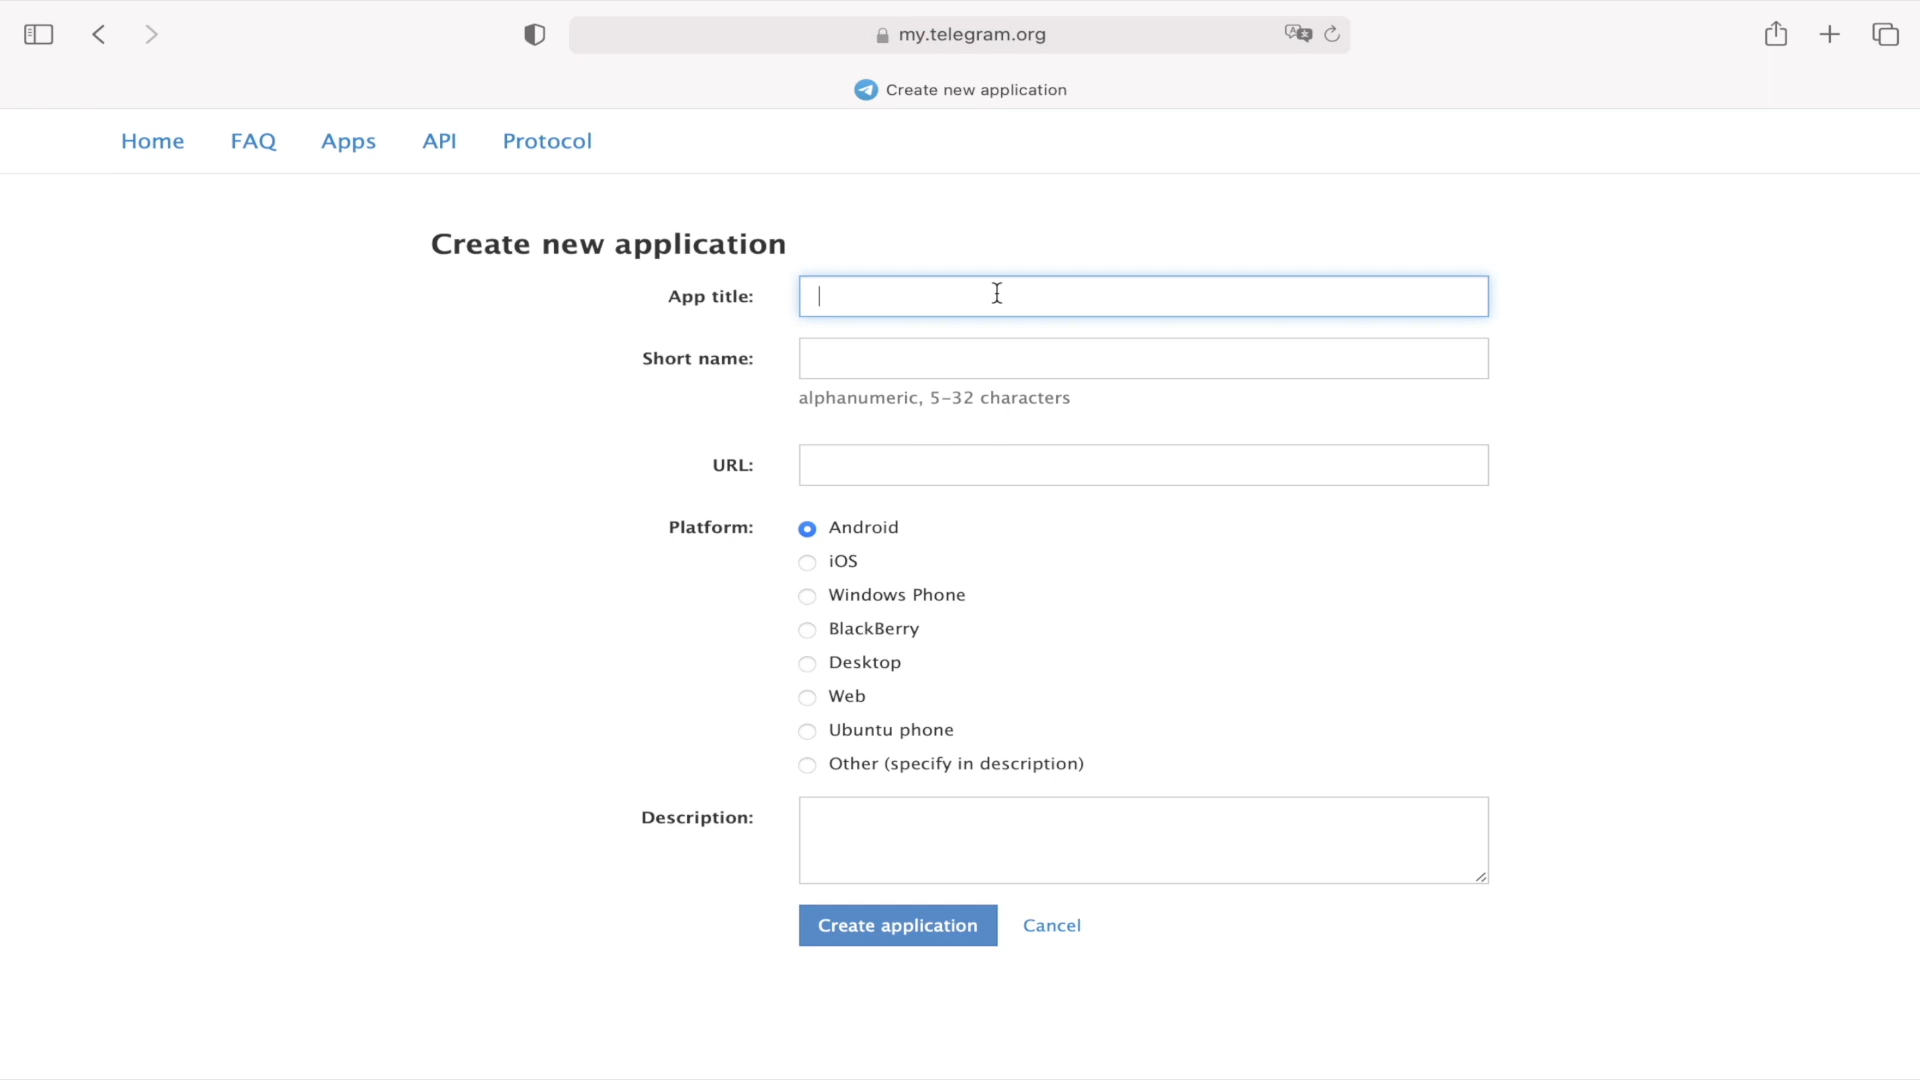 my.telegram.org
Create new application
Home FAQ Apps API Protocol
Create new application
App title:
Short name:
alphanumeric, 5–32 characters
URL:
Platform:
Android
iOS
Windows Phone
BlackBerry
Desktop
Web
Ubuntu phone
Other (specify in description)
Description:
Create application Cancel